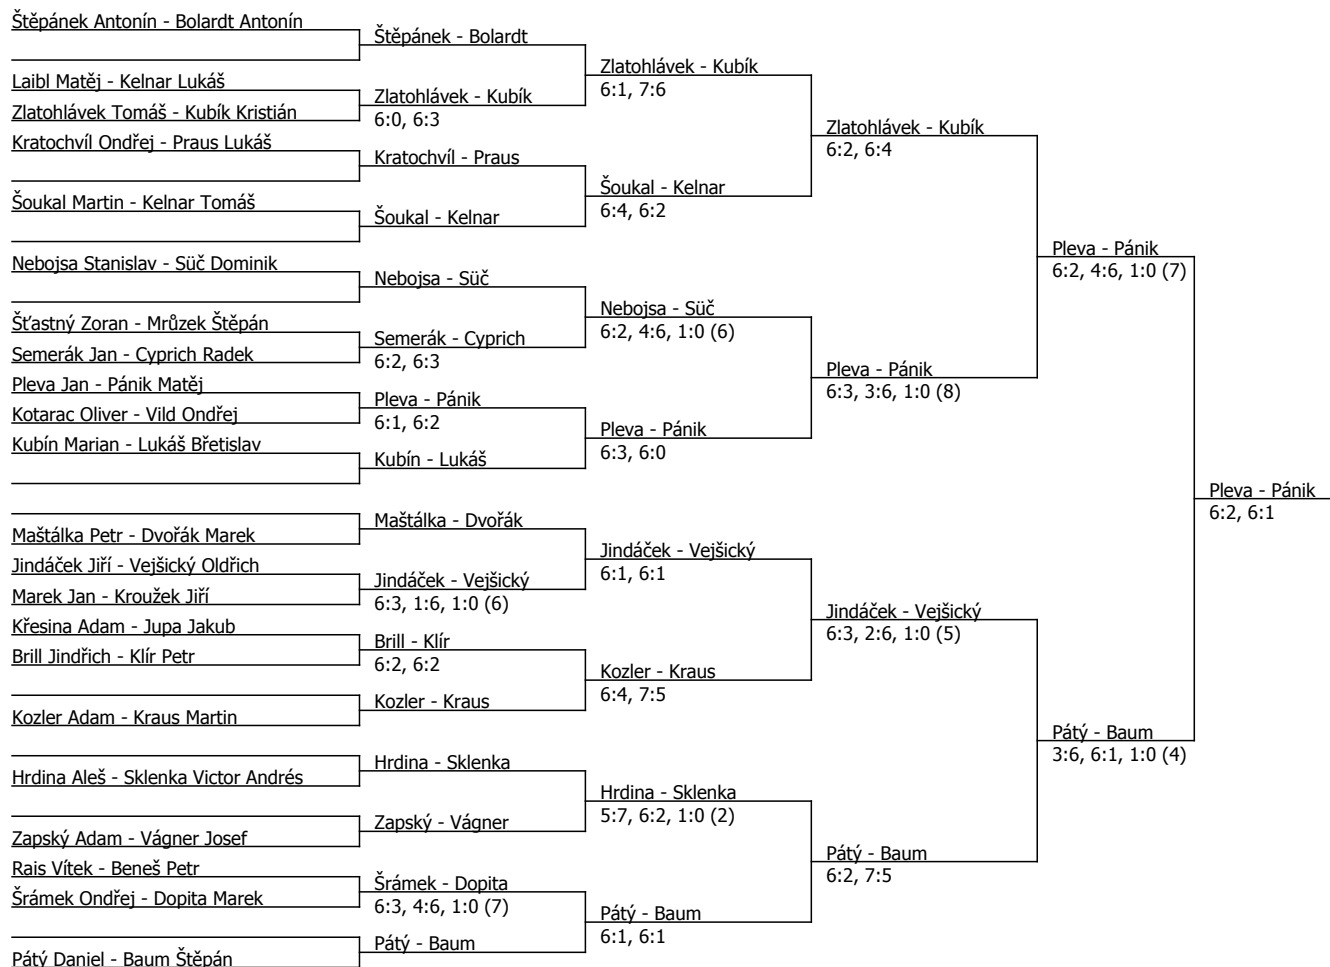 Štěpánek Antonín - Bolardt Antonín
Laibl Matěj - Kelnar Lukáš
Zlatohlávek Tomáš - Kubík Kristián
Kratochvíl Ondřej - Praus Lukáš
Šoukal Martin - Kelnar Tomáš
Nebojsa Stanislav - Süč Dominik
Šťastný Zoran - Mrůzek Štěpán
Semerák Jan - Cyprich Radek
Pleva Jan - Pánik Matěj
Kotarac Oliver - Vild Ondřej
Kubín Marian - Lukáš Břetislav
Maštálka Petr - Dvořák Marek
Jindáček Jiří - Vejšický Oldřich
Marek Jan - Kroužek Jiří
Křesina Adam - Jupa Jakub
Brill Jindřich - Klír Petr
Kozler Adam - Kraus Martin
Hrdina Aleš - Sklenka Victor Andrés
Zapský Adam - Vágner Josef
Rais Vítek - Beneš Petr
Šrámek Ondřej - Dopita Marek
Pátý Daniel - Baum Štěpán
Štěpánek - Bolardt
Zlatohlávek - Kubík
6:0, 6:3
Kratochvíl - Praus
Šoukal - Kelnar
Nebojsa - Süč
Semerák - Cyprich
6:2, 6:3
Pleva - Pánik
6:1, 6:2
Kubín - Lukáš
Maštálka - Dvořák
Jindáček - Vejšický
6:3, 1:6, 1:0 (6)
Brill - Klír
6:2, 6:2
Kozler - Kraus
Hrdina - Sklenka
Zapský - Vágner
Šrámek - Dopita
6:3, 4:6, 1:0 (7)
Pátý - Baum
Zlatohlávek - Kubík
6:1, 7:6
Šoukal - Kelnar
6:4, 6:2
Nebojsa - Süč
6:2, 4:6, 1:0 (6)
Pleva - Pánik
6:3, 6:0
Jindáček - Vejšický
6:1, 6:1
Kozler - Kraus
6:4, 7:5
Hrdina - Sklenka
5:7, 6:2, 1:0 (2)
Pátý - Baum
6:1, 6:1
Zlatohlávek - Kubík
6:2, 6:4
Pleva - Pánik
6:3, 3:6, 1:0 (8)
Jindáček - Vejšický
6:3, 2:6, 1:0 (5)
Pátý - Baum
6:2, 7:5
Pleva - Pánik
6:2, 4:6, 1:0 (7)
Pátý - Baum
3:6, 6:1, 1:0 (4)
Pleva - Pánik
6:2, 6:1